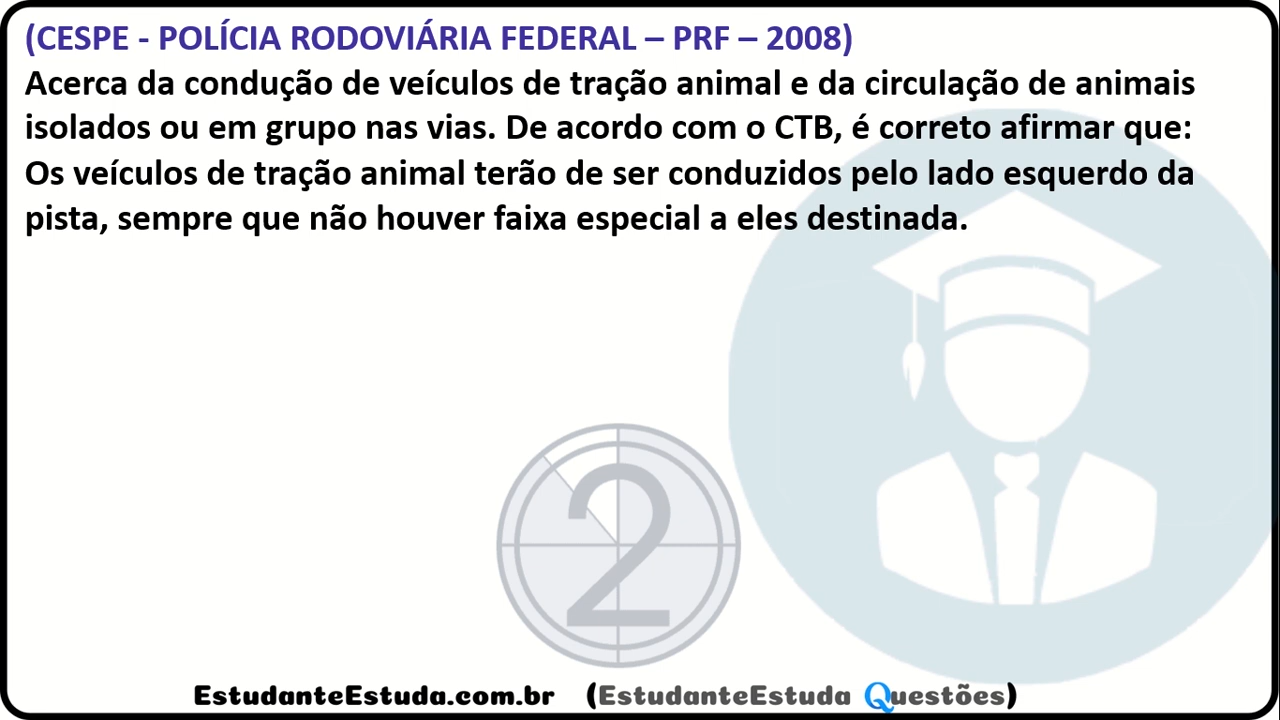 (CESPE - POLÍCIA RODOVIÁRIA FEDERAL – PRF – 2008)
Acerca da condução de veículos de tração animal e da circulação de animais
isolados ou em grupo nas vias. De acordo com o CTB, é correto afirmar que:
Os veículos de tração animal terão de ser conduzidos pelo lado esquerdo da
pista, sempre que não houver faixa especial a eles destinada.
2
EstudanteEstuda.com.br (EstudanteEstuda Questões)